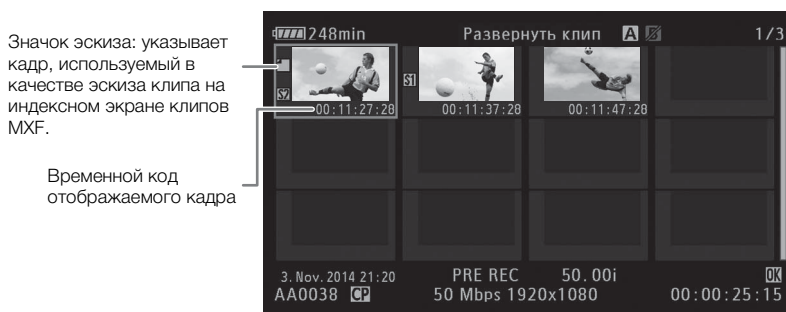 Значок эскиза: указывает
кадр, используемый в
качестве эскиза клипа на
индексном экране клипов
MXF.
Временной код
отображаемого кадра
248min Развернуть клип A 1/3
S2 S1
00:11:27:28 00:11:37:28 00:11:47:28
3. Nov. 2014 21:20 PRE REC 50.00i OK
AA0038 CP 50 Mbps 1920x1080 00:00:25:15